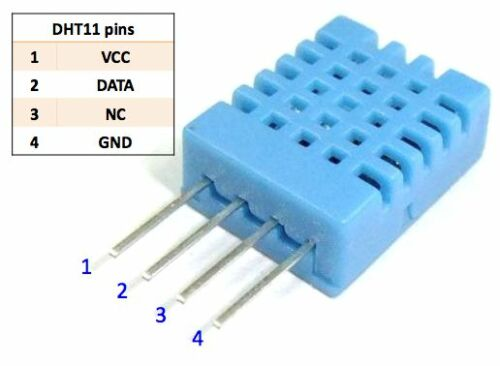 DHT11 pins
1 VCC
2 DATA
3 NC
4 GND
1
2
3
4